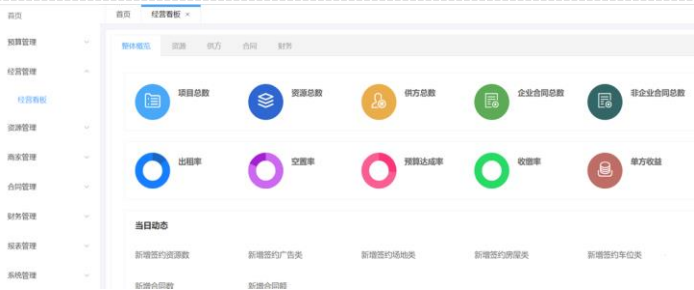 首页
预算管理
经营管理
经营看板
资源管理
商家管理
合同管理
财务管理
报表管理
系统管理
首页 经营看板 ×
整体概览 资源 供方 合同 财务
项目总数 资源总数 供方总数 企业合同总数 非企业合同总数
出租率 空置率 预算达成率 收缴率 单方收益
当日动态
新增签约资源数 新增签约广告类 新增签约场地类 新增签约房屋类 新增签约车位类
新增合同数 新增合同额